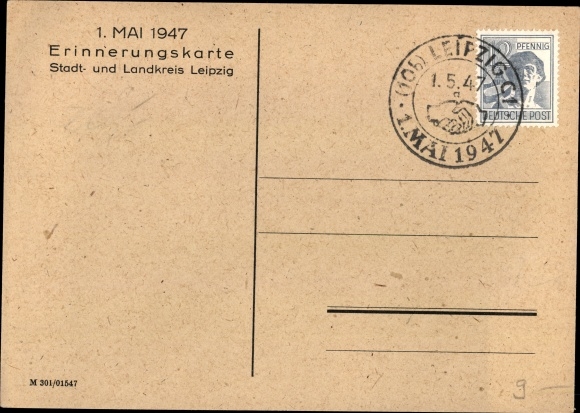 1. MAI 1947
Erinnerungskarte
Stadt- und Landkreis Leipzig
(10b) LEIPZIG C1
1.5.47
1. MAI 1947
PFENNIG
DEUTSCHE POST
M 301/01547
9 –